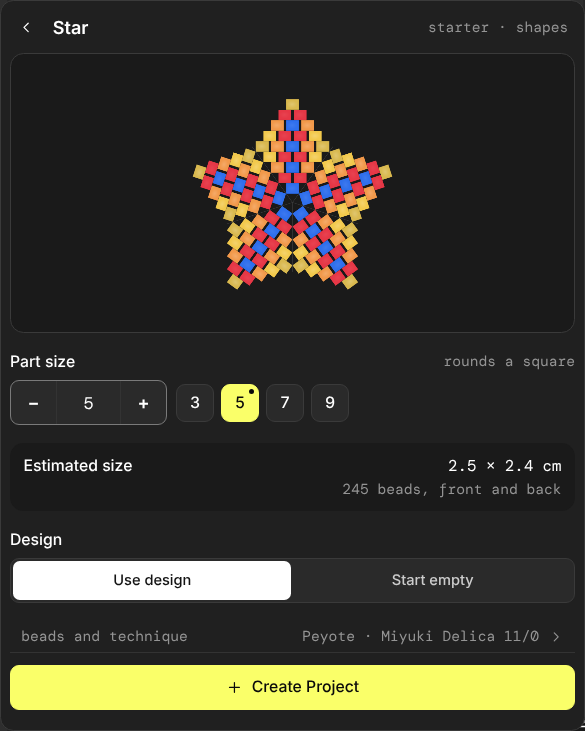 Star
starter · shapes
Part size
rounds a square
− 5 +
3
5
7
9
Estimated size
2.5 × 2.4 cm
245 beads, front and back
Design
Use design
Start empty
beads and technique
Peyote · Miyuki Delica 11/0
+ Create Project